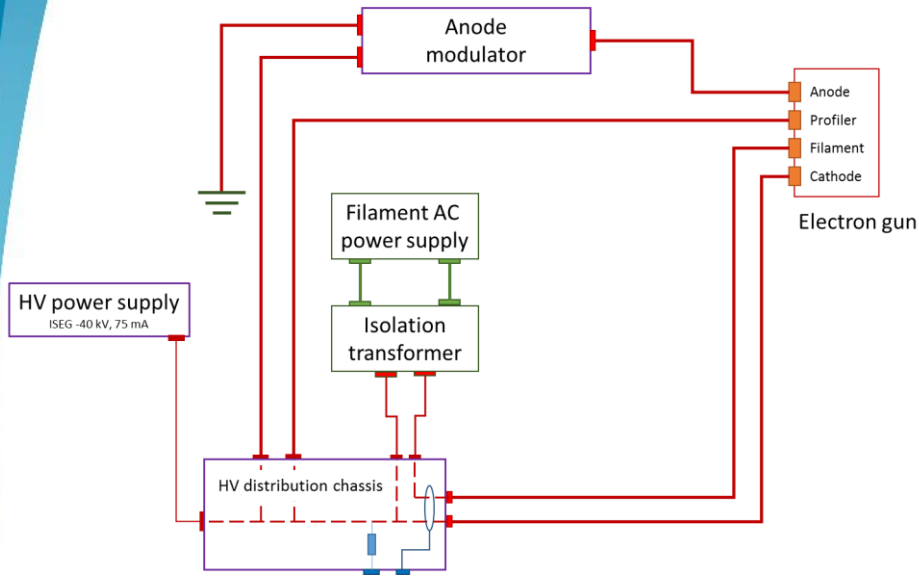 Anode
modulator
Anode
Profiler
Filament
Cathode
Electron gun
Filament AC
power supply
HV power supply
ISEG -40 kV, 75 mA
Isolation
transformer
HV distribution chassis